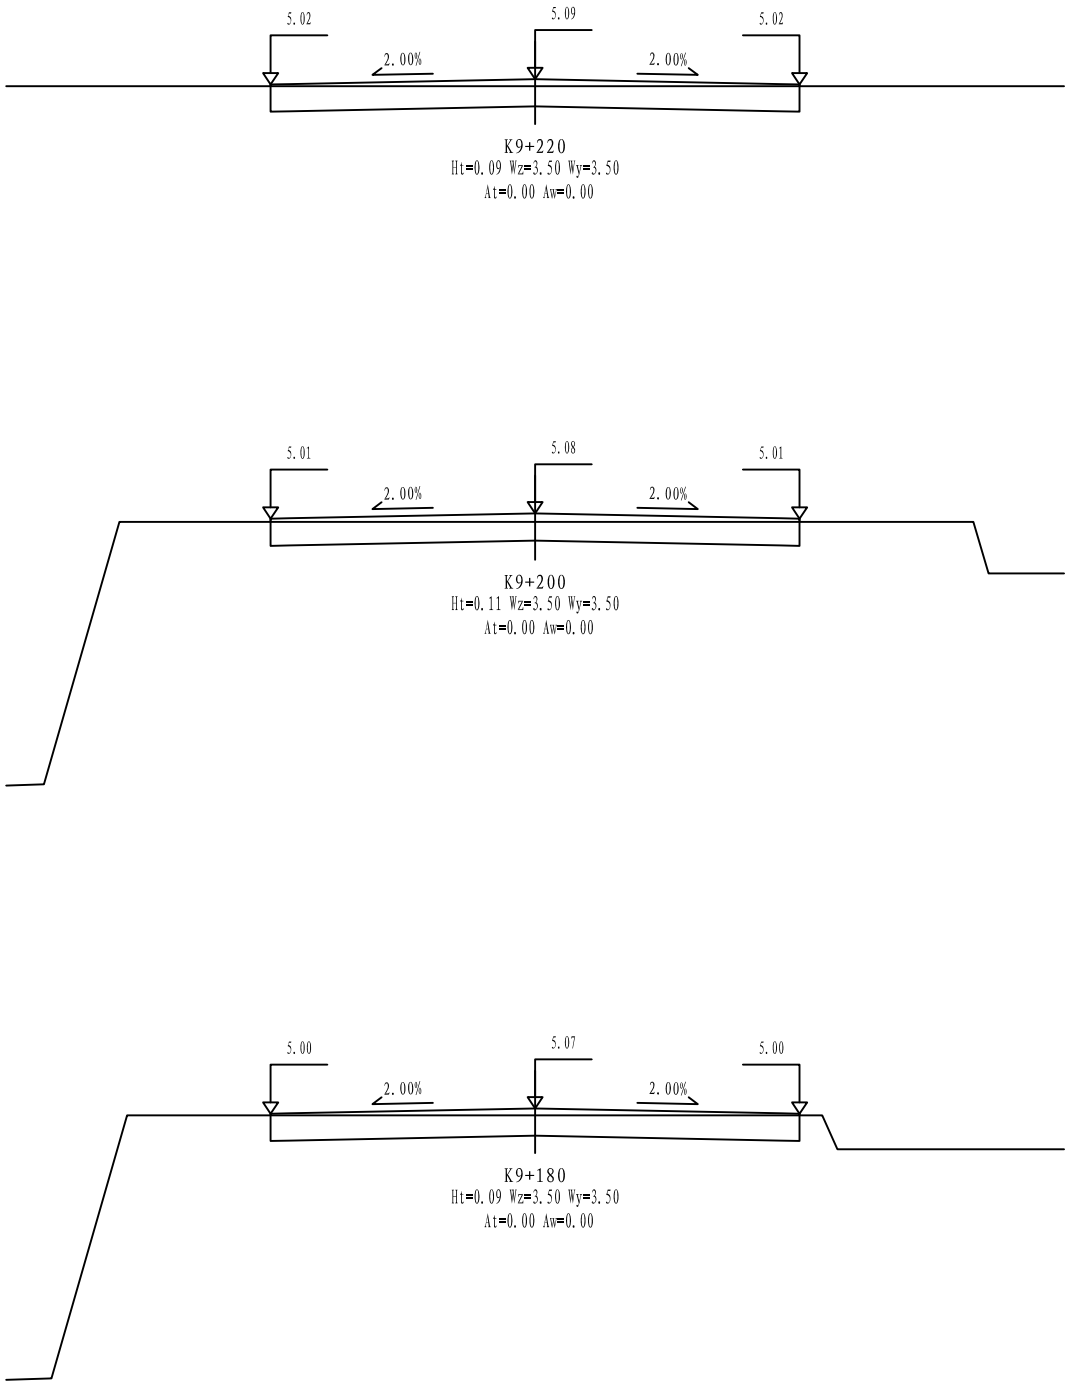 5.02 5.09 5.02
2.00% 2.00%
K9+220
Ht=0.09 Wz=3.50 Wy=3.50
At=0.00 Aw=0.00
5.01 5.08 5.01
2.00% 2.00%
K9+200
Ht=0.11 Wz=3.50 Wy=3.50
At=0.00 Aw=0.00
5.00 5.07 5.00
2.00% 2.00%
K9+180
Ht=0.09 Wz=3.50 Wy=3.50
At=0.00 Aw=0.00